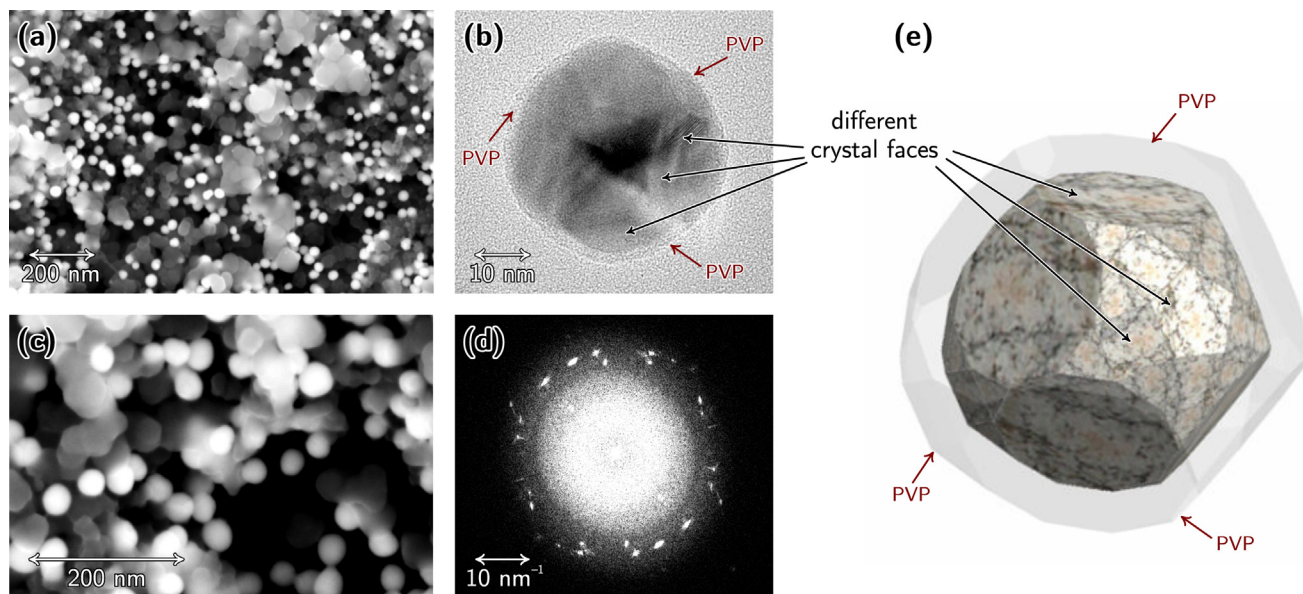 (a)
200 nm
(b)
PVP
PVP
PVP
10 nm
different
crystal faces
(e)
PVP
PVP
PVP
(c)
200 nm
(d)
10 nm⁻¹